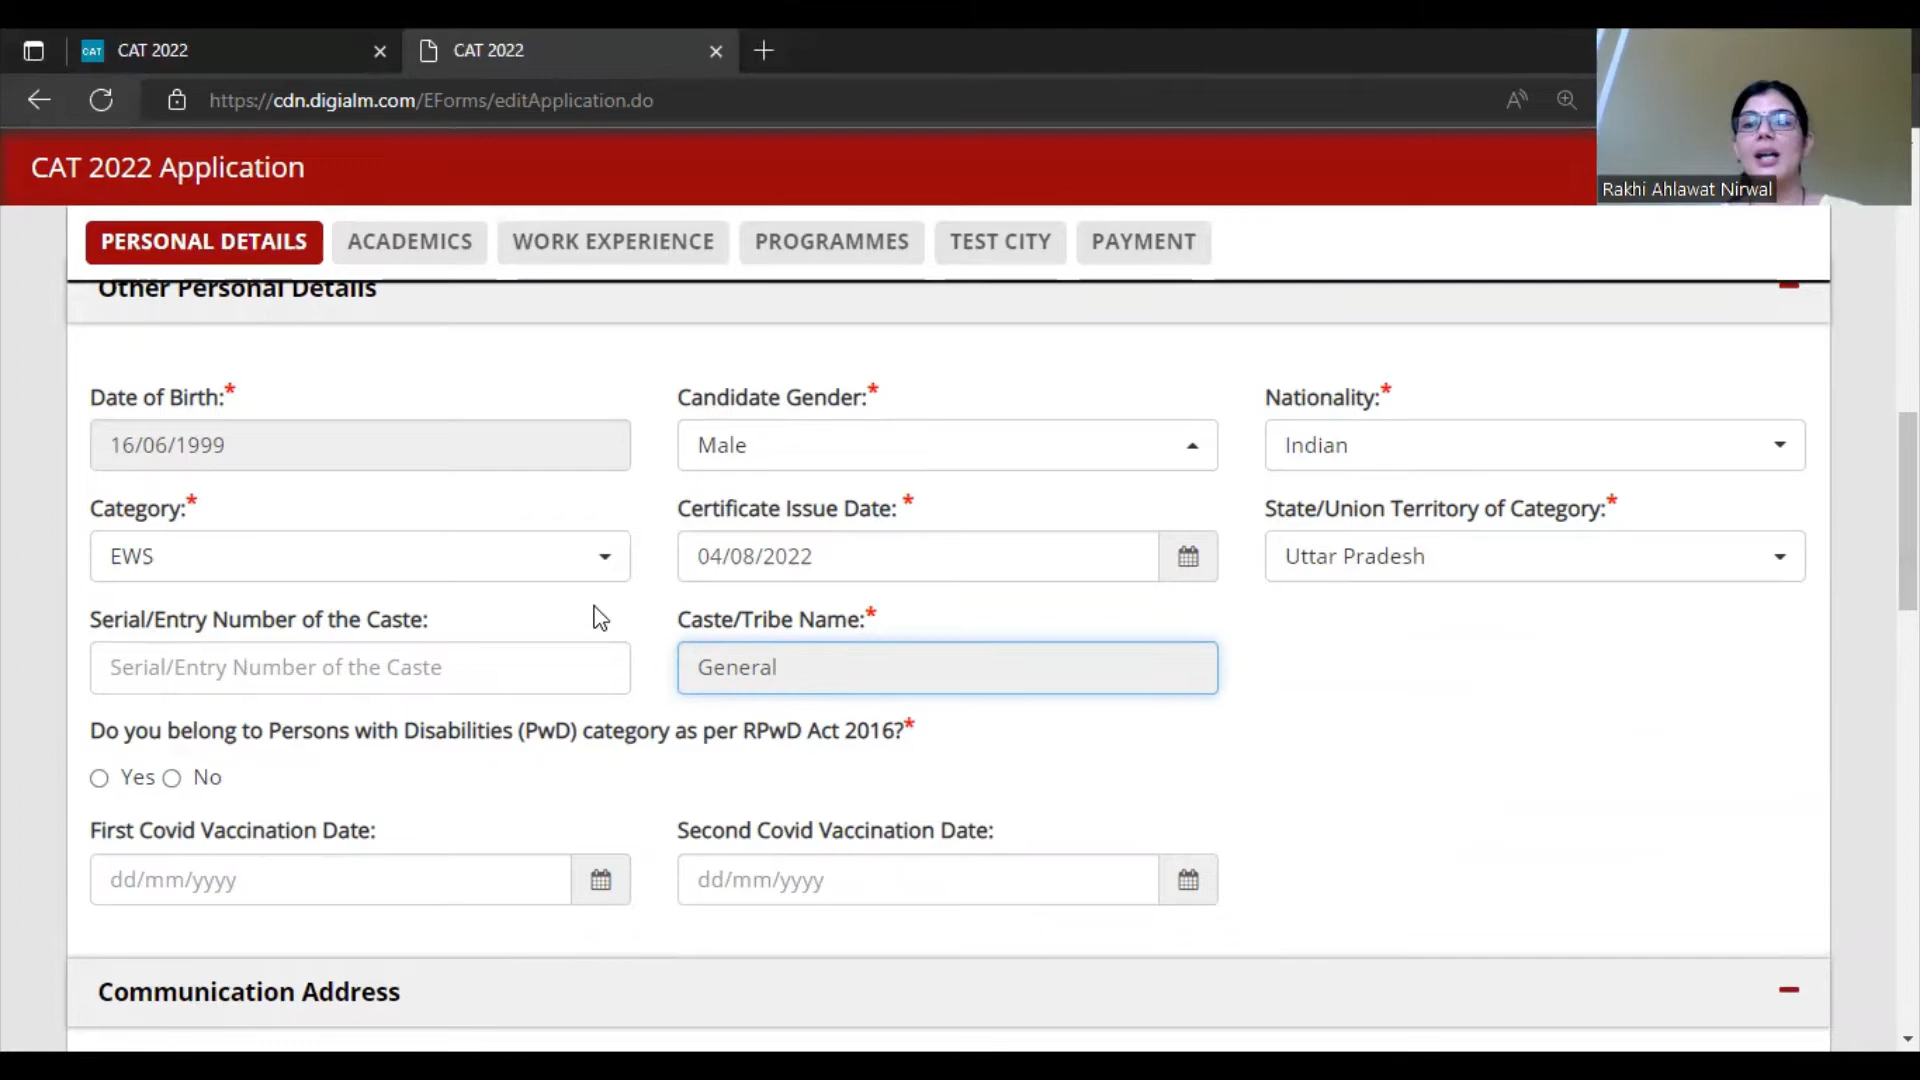 CAT CAT 2022 CAT 2022
https://cdn.digialm.com/EForms/editApplication.do
CAT 2022 Application
Rakhi Ahlawat Nirwal
PERSONAL DETAILS ACADEMICS WORK EXPERIENCE PROGRAMMES TEST CITY PAYMENT
Other Personal Details
Date of Birth:* Candidate Gender:* Nationality:*
16/06/1999 Male Indian
Category:* Certificate Issue Date: * State/Union Territory of Category:*
EWS 04/08/2022 Uttar Pradesh
Serial/Entry Number of the Caste: Caste/Tribe Name:*
Serial/Entry Number of the Caste General
Do you belong to Persons with Disabilities (PwD) category as per RPwD Act 2016?*
Yes No
First Covid Vaccination Date: Second Covid Vaccination Date:
dd/mm/yyyy dd/mm/yyyy
Communication Address